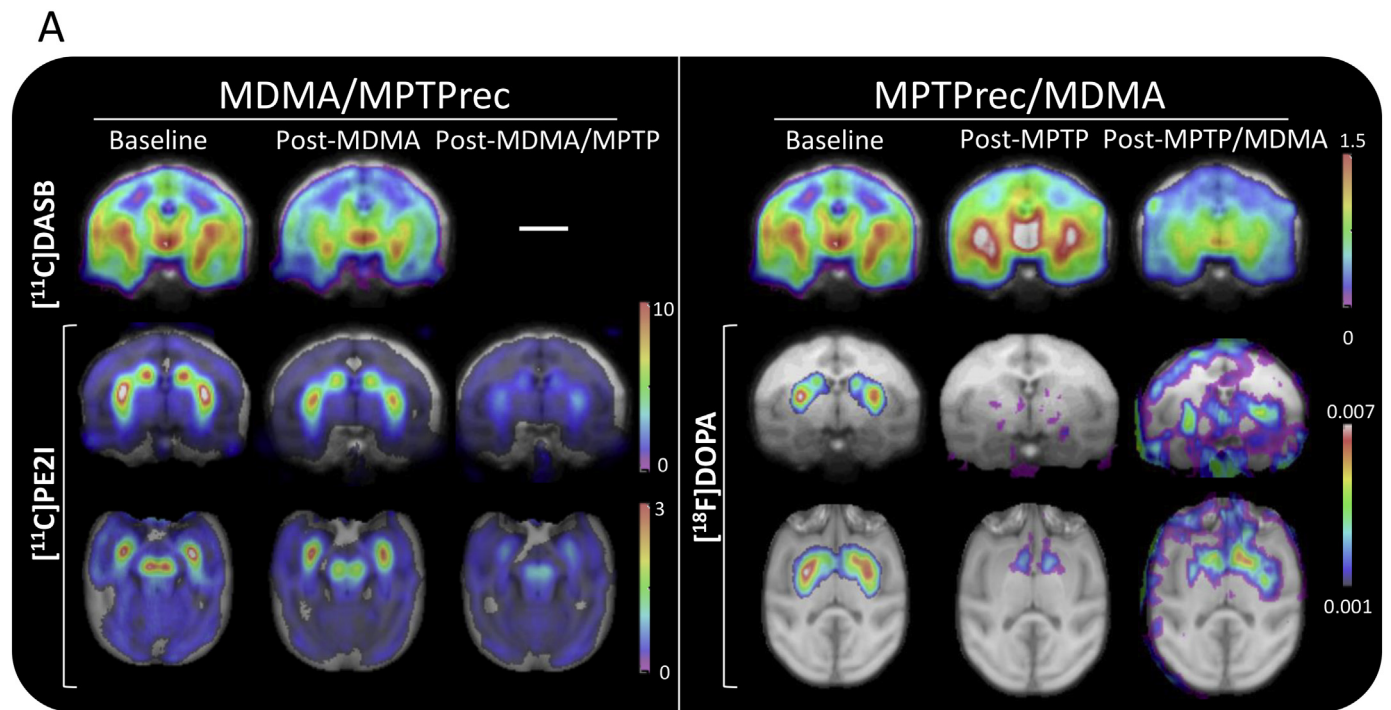 A
MDMA/MPTPrec
Baseline Post-MDMA Post-MDMA/MPTP
[¹¹C]DASB
[¹¹C]PE2I
10
0
3
0
MPTPrec/MDMA
Baseline Post-MPTP Post-MPTP/MDMA
1.5
0
[¹⁸F]DOPA
0.007
0.001